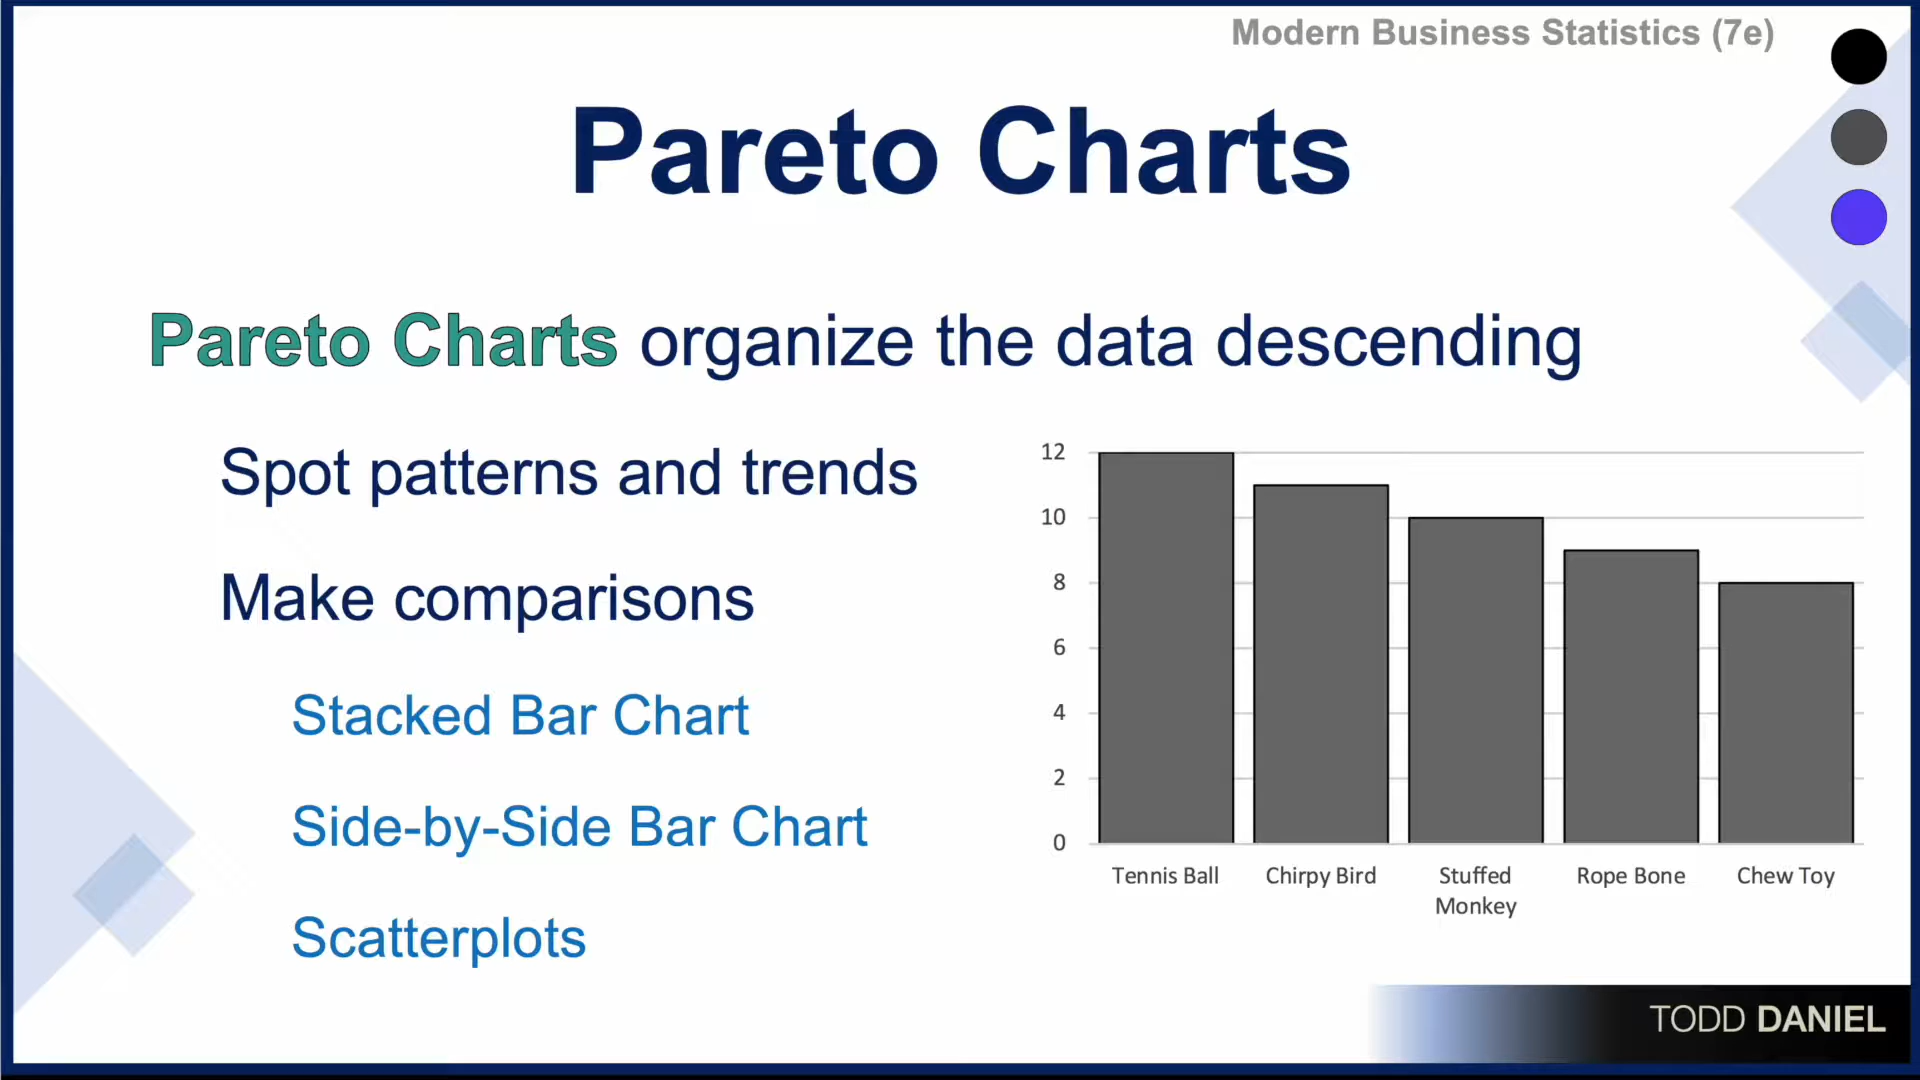 Modern Business Statistics (7e)
Pareto Charts
Pareto Charts organize the data descending
Spot patterns and trends
Make comparisons
Stacked Bar Chart
Side-by-Side Bar Chart
Scatterplots
12
10
8
6
4
2
0
Tennis Ball
Chirpy Bird
Stuffed
Monkey
Rope Bone
Chew Toy
TODD DANIEL